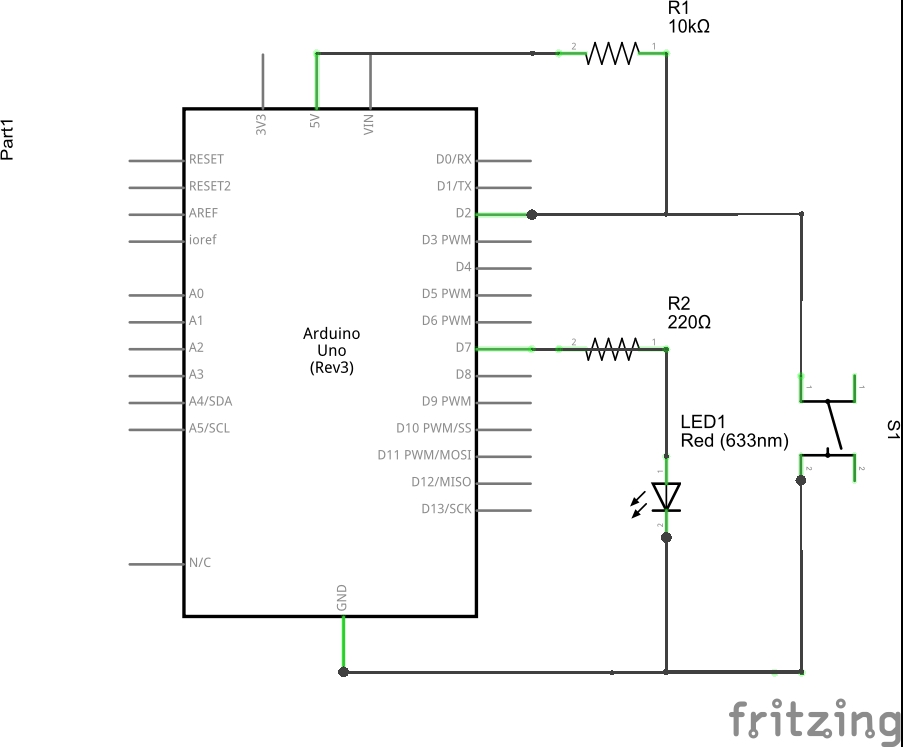 R1
10kΩ
2
1
Part1
3V3
5V
VIN
RESET
RESET2
AREF
ioref
A0
A1
A2
A3
A4/SDA
A5/SCL
N/C
Arduino
Uno
(Rev3)
D0/RX
D1/TX
D2
D3 PWM
D4
D5 PWM
D6 PWM
D7
D8
D9 PWM
D10 PWM/SS
D11 PWM/MOSI
D12/MISO
D13/SCK
GND
R2
220Ω
2
1
LED1
Red (633nm)
1
2
1
1
2
2
S1
fritzing